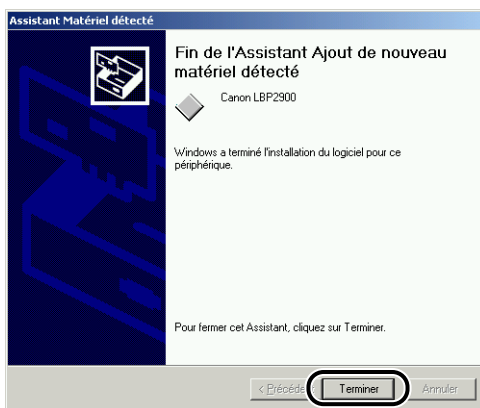 Assistant Matériel détecté
Fin de l'Assistant Ajout de nouveau
matériel détecté
Canon LBP2900
Windows a terminé l'installation du logiciel pour ce
périphérique.
Pour fermer cet Assistant, cliquez sur Terminer.
< Précéde Terminer Annuler